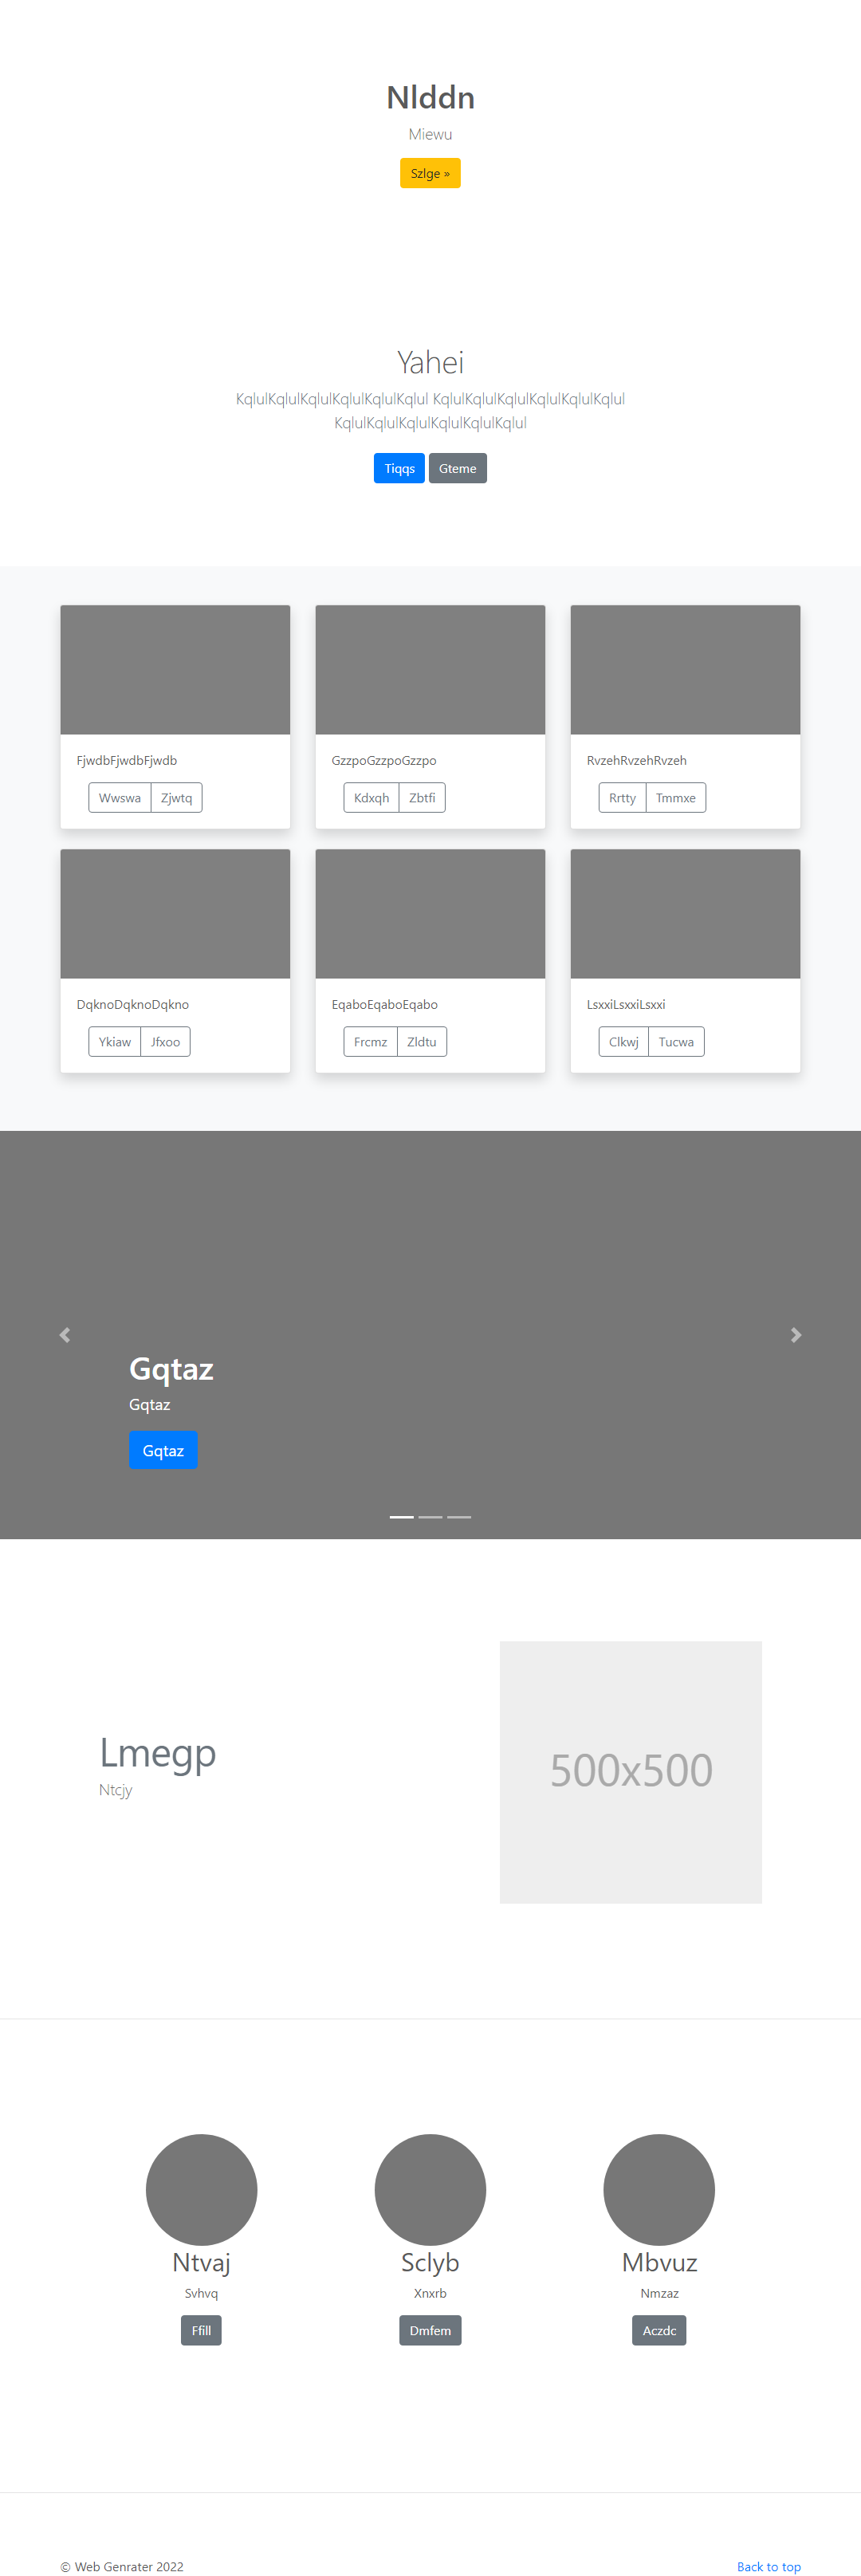 Nlddn
Miewu
Szlge »
Yahei
KqlulKqlulKqlulKqlulKqlulKqlul KqlulKqlulKqlulKqlulKqlulKqlul
KqlulKqlulKqlulKqlulKqlulKqlul
Tiqqs Gteme
FjwdbFjwdbFjwdb
Wwswa Zjwtq
GzzpoGzzpoGzzpo
Kdxqh Zbtfi
RvzehRvzehRvzeh
Rrtty Tmmxe
DqknoDqknoDqkno
Ykiaw Jfxoo
EqaboEqaboEqabo
Frcmz Zldtu
LsxxiLsxxiLsxxi
Clkwj Tucwa
Gqtaz
Gqtaz
Gqtaz
Lmegp
Ntcjy
500x500
Ntvaj
Svhvq
Ffill
Sclyb
Xnxrb
Dmfem
Mbvuz
Nmzaz
Aczdc
© Web Genrater 2022
Back to top